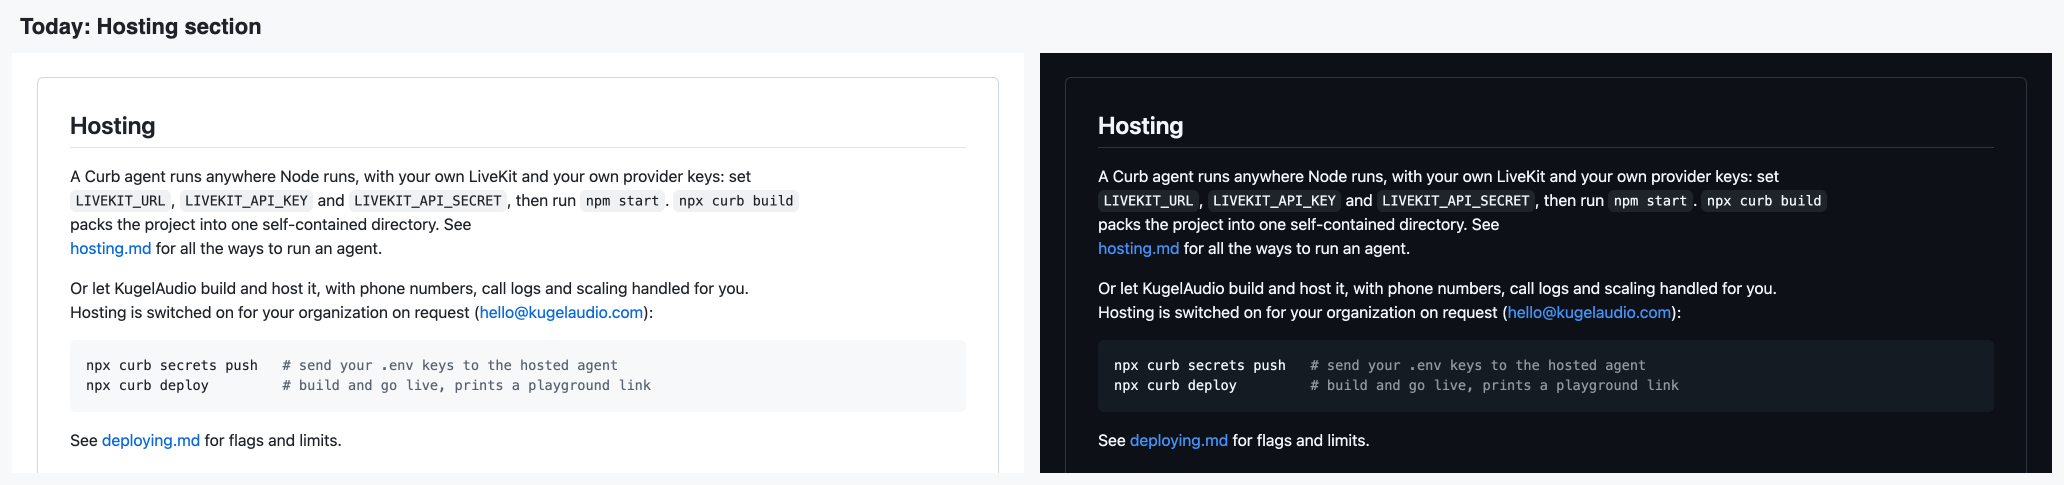 Today: Hosting section
Hosting
A Curb agent runs anywhere Node runs, with your own LiveKit and your own provider keys: set
LIVEKIT_URL, LIVEKIT_API_KEY and LIVEKIT_API_SECRET, then run npm start. npx curb build
packs the project into one self-contained directory. See
hosting.md for all the ways to run an agent.
Or let KugelAudio build and host it, with phone numbers, call logs and scaling handled for you.
Hosting is switched on for your organization on request (hello@kugelaudio.com):
npx curb secrets push   # send your .env keys to the hosted agent
npx curb deploy         # build and go live, prints a playground link
See deploying.md for flags and limits.
Hosting
A Curb agent runs anywhere Node runs, with your own LiveKit and your own provider keys: set
LIVEKIT_URL, LIVEKIT_API_KEY and LIVEKIT_API_SECRET, then run npm start. npx curb build
packs the project into one self-contained directory. See
hosting.md for all the ways to run an agent.
Or let KugelAudio build and host it, with phone numbers, call logs and scaling handled for you.
Hosting is switched on for your organization on request (hello@kugelaudio.com):
npx curb secrets push   # send your .env keys to the hosted agent
npx curb deploy         # build and go live, prints a playground link
See deploying.md for flags and limits.